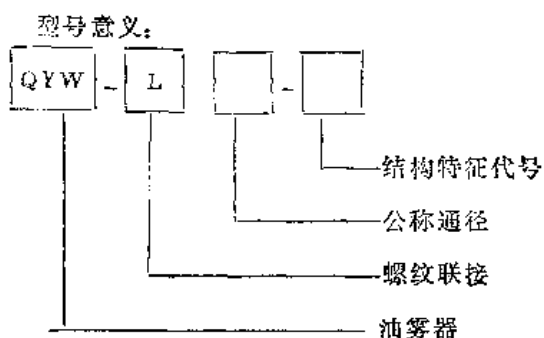 型号意义:
QYW - L -
结构特征代号
公称通径
螺纹联接
油雾器